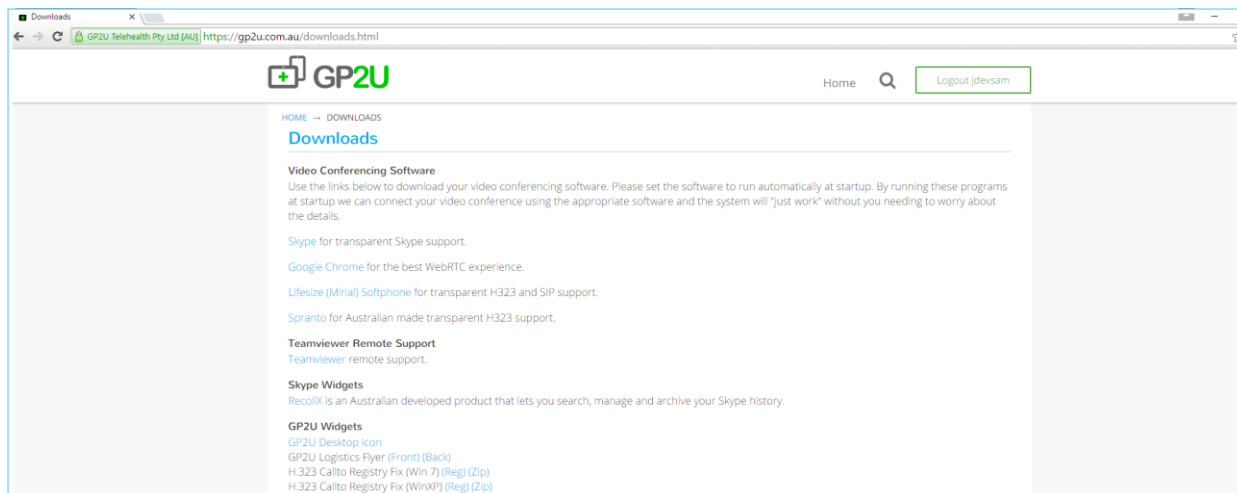 Downloads
GP2U Telehealth Pty Ltd [AU] https://gp2u.com.au/downloads.html
GP2U
Home
Logout jdevsam
HOME → DOWNLOADS
Downloads
Video Conferencing Software
Use the links below to download your video conferencing software. Please set the software to run automatically at startup. By running these programs
at startup we can connect your video conference using the appropriate software and the system will "just work" without you needing to worry about
the details.
Skype for transparent Skype support.
Google Chrome for the best WebRTC experience.
Lifesize (Mirial) Softphone for transparent H323 and SIP support.
Spranto for Australian made transparent H323 support.
Teamviewer Remote Support
Teamviewer remote support.
Skype Widgets
RecollX is an Australian developed product that lets you search, manage and archive your Skype history.
GP2U Widgets
GP2U Desktop Icon
GP2U Logistics Flyer (Front) (Back)
H.323 Callto Registry Fix (Win 7) (Reg) (Zip)
H.323 Callto Registry Fix (WinXP) (Reg) (Zip)